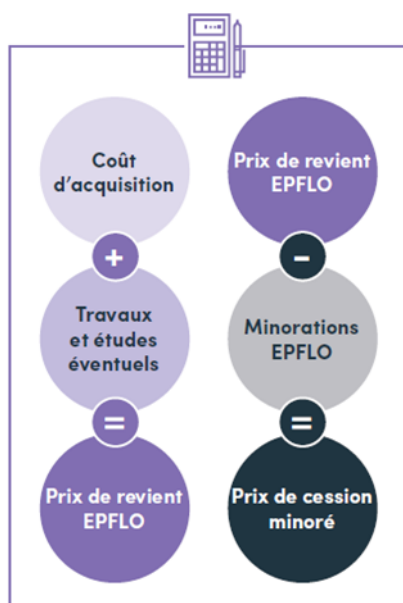 Coût
d'acquisition
+
Travaux
et études
éventuels
=
Prix de revient
EPFLO
Prix de revient
EPFLO
-
Minorations
EPFLO
=
Prix de cession
minoré